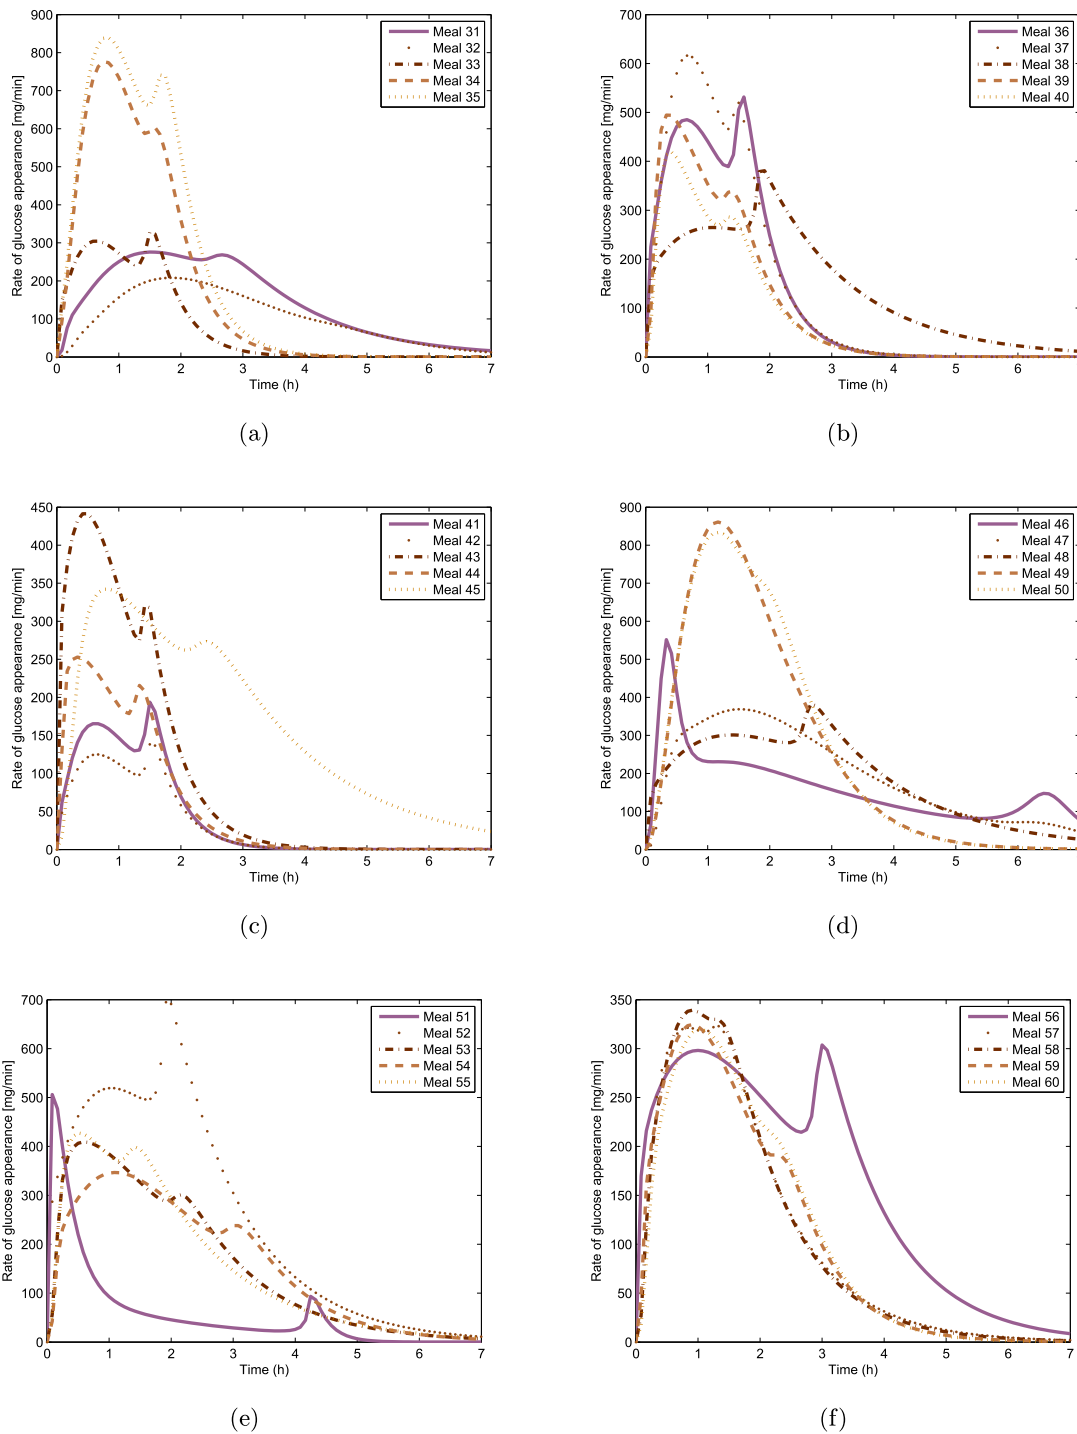 900
800
700
600
500
400
300
200
100
0
Rate of glucose appearance [mg/min]
0 1 2 3 4 5 6 7
Time (h)
Meal 31
Meal 32
Meal 33
Meal 34
Meal 35
(a)
700
600
500
400
300
200
100
0
Rate of glucose appearance [mg/min]
0 1 2 3 4 5 6
Time (h)
Meal 36
Meal 37
Meal 38
Meal 39
Meal 40
(b)
450
400
350
300
250
200
150
100
50
0
Rate of glucose appearance [mg/min]
0 1 2 3 4 5 6 7
Time (h)
Meal 41
Meal 42
Meal 43
Meal 44
Meal 45
(c)
900
800
700
600
500
400
300
200
100
0
Rate of glucose appearance [mg/min]
0 1 2 3 4 5 6
Time (h)
Meal 46
Meal 47
Meal 48
Meal 49
Meal 50
(d)
700
600
500
400
300
200
100
0
Rate of glucose appearance [mg/min]
0 1 2 3 4 5 6 7
Time (h)
Meal 51
Meal 52
Meal 53
Meal 54
Meal 55
(e)
350
300
250
200
150
100
50
0
Rate of glucose appearance [mg/min]
0 1 2 3 4 5 6 7
Time (h)
Meal 56
Meal 57
Meal 58
Meal 59
Meal 60
(f)